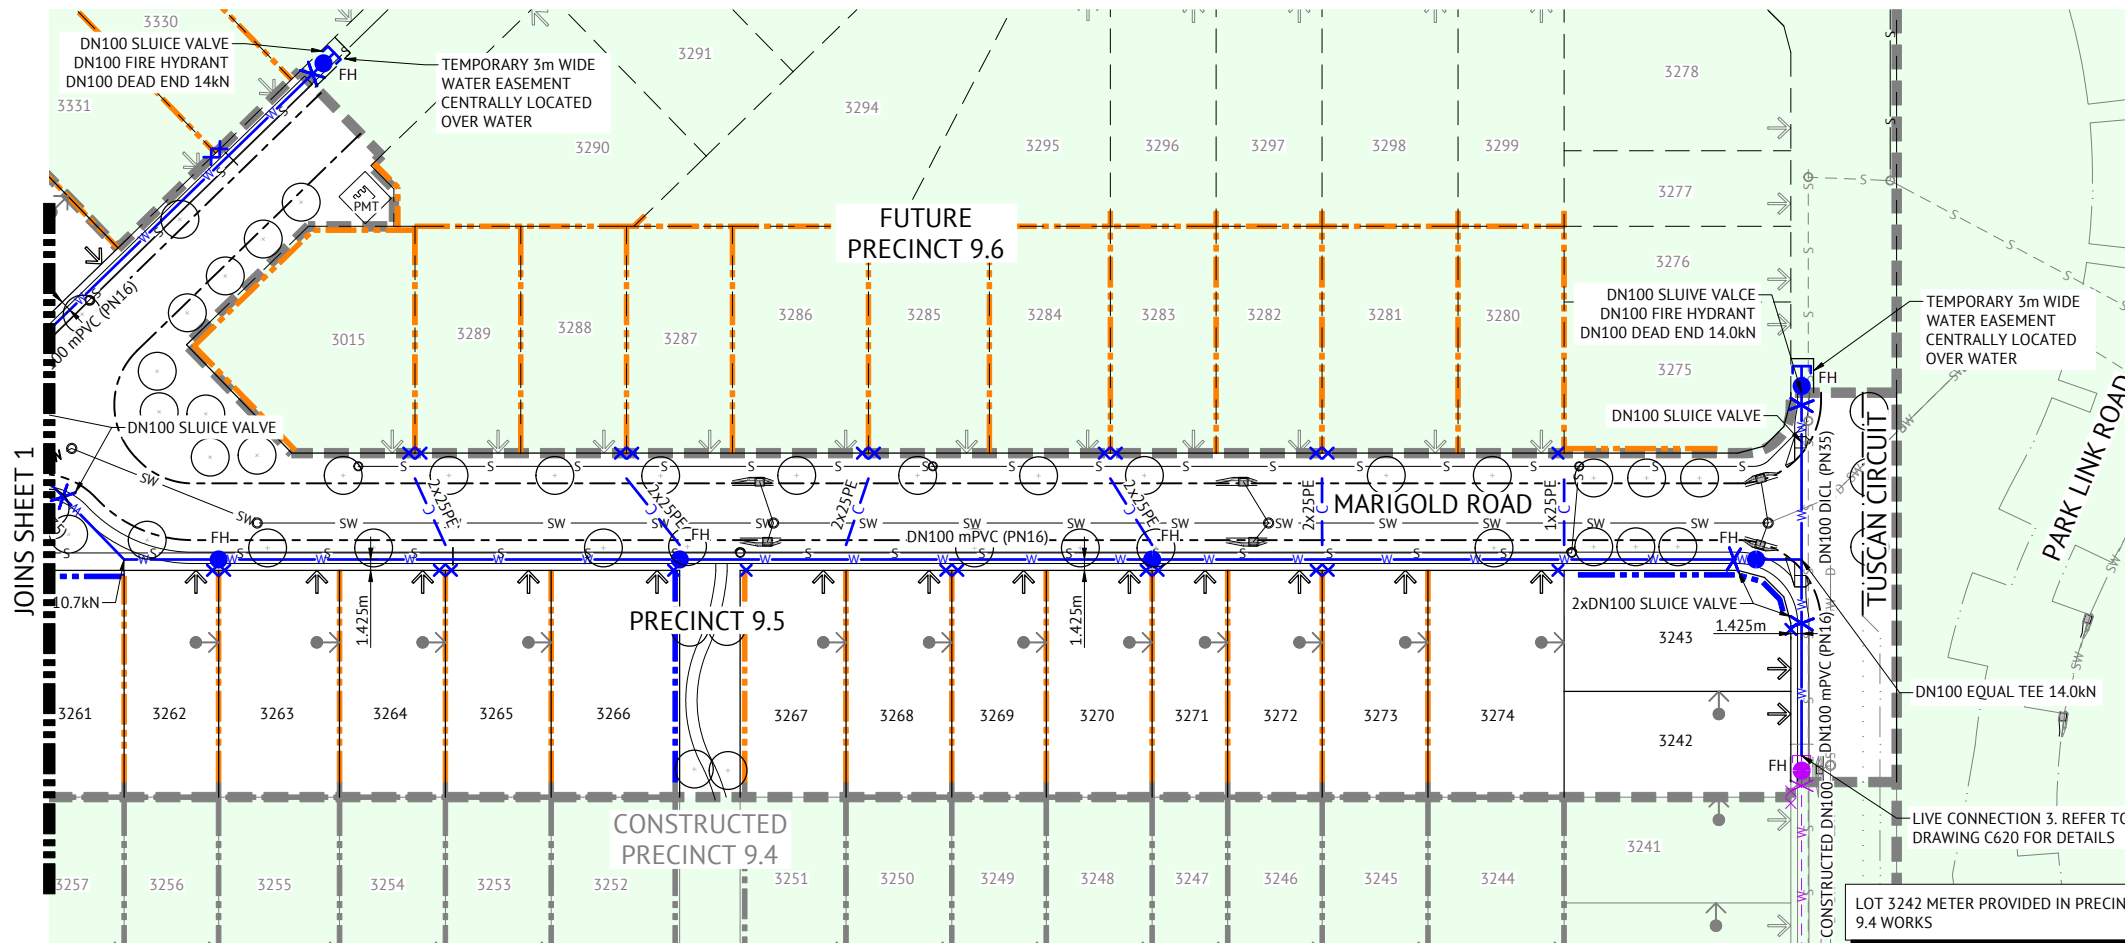 3330
DN100 SLUICE VALVE
DN100 FIRE HYDRANT
DN100 DEAD END 14kN
FH
TEMPORARY 3m WIDE
WATER EASEMENT
CENTRALLY LOCATED
OVER WATER
3331
3291
3294
3290
3295
3296
3297
3298
3299
3278
3277
3276
PMT
FUTURE
PRECINCT 9.6
3015
3289
3288
3287
3286
3285
3284
3283
3282
3281
3280
3275
DN100 SLUIVE VALCE
DN100 FIRE HYDRANT
DN100 DEAD END 14.0kN
TEMPORARY 3m WIDE
WATER EASEMENT
CENTRALLY LOCATED
OVER WATER
FH
DN100 SLUICE VALVE
00 mPVC (PN16)
DN100 SLUICE VALVE
JOINS SHEET 1
2x25PE
2x25PE
2x25PE
2x25PE
2x25PE
1x25PE
MARIGOLD ROAD
DN100 mPVC (PN16)
FH
FH
FH
FH
DN100 DICL (PN35)
TUSCAN CIRCUIT
PARK LINK ROAD
10.7kN
1.425m
PRECINCT 9.5
1.425m
2xDN100 SLUICE VALVE
1.425m
3243
DN100 mPVC (PN16)
DN100 EQUAL TEE 14.0kN
3261
3262
3263
3264
3265
3266
3267
3268
3269
3270
3271
3272
3273
3274
3242
FH
CONSTRUCTED
PRECINCT 9.4
LIVE CONNECTION 3. REFER TO
DRAWING C620 FOR DETAILS
CONSTRUCTED DN100
3257
3256
3255
3254
3253
3252
3251
3250
3249
3248
3247
3246
3245
3244
3241
LOT 3242 METER PROVIDED IN PRECIN
9.4 WORKS